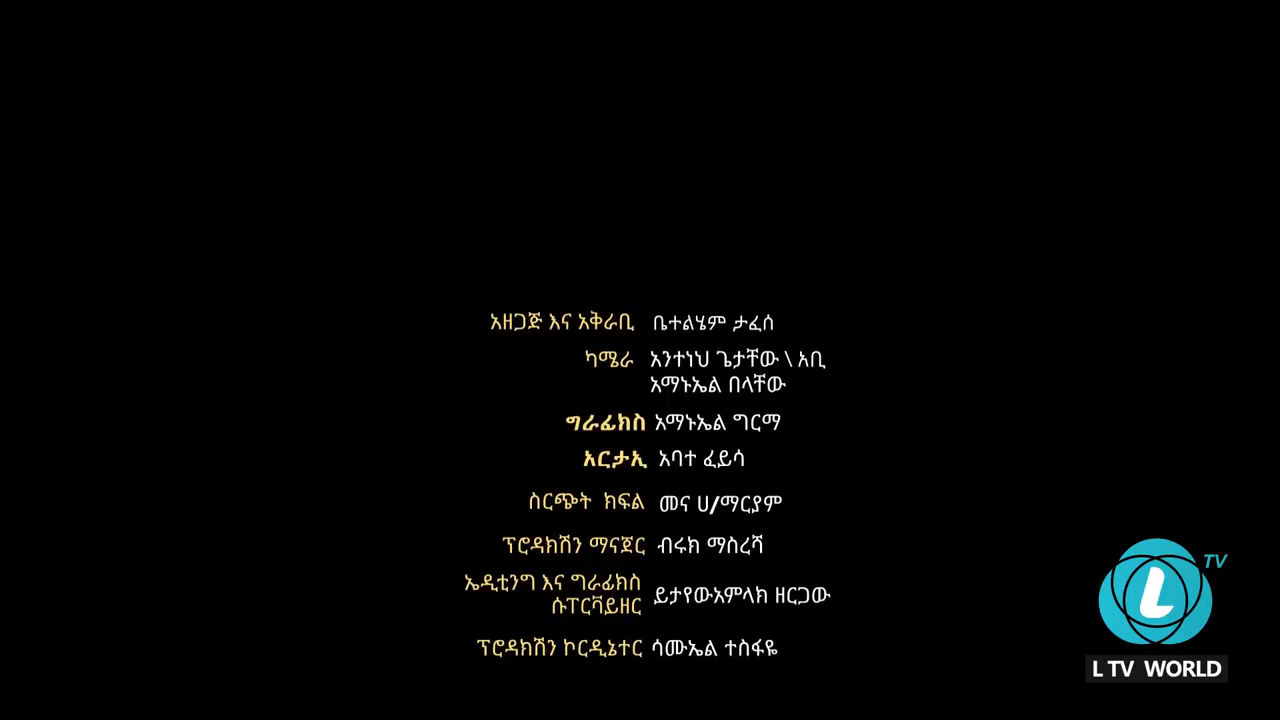 አዘጋጅ እና አቅራቢ ቤተልሄም ታፈሰ
ካሜራ አንተነህ ጌታቸው \ አቢ
አማኑኤል በላቸው
ግራፊክስ አማኑኤል ግርማ
አርታኢ አባተ ፈይሳ
ስርጭት ክፍል መና ሀ/ማርያም
ፕሮዳክሽን ማናጀር ብሩክ ማስረሻ
ኤዲቲንግ እና ግራፊክስ
ሱፐርቫይዘር ይታየውአምላክ ዘርጋው
ፕሮዳክሽን ኮርዲኔተር ሳሙኤል ተስፋዬ
L TV
L TV WORLD